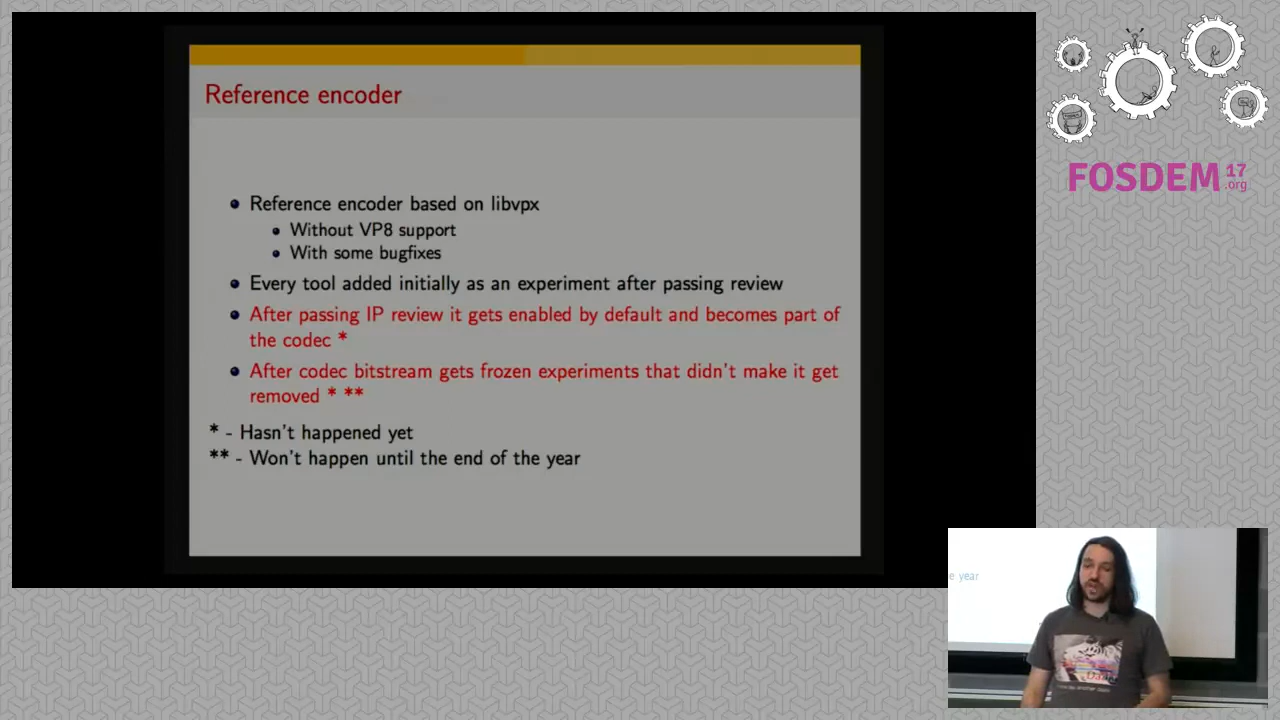 Reference encoder
Reference encoder based on libvpx
Without VP8 support
With some bugfixes
Every tool added initially as an experiment after passing review
After passing IP review it gets enabled by default and becomes part of
the codec *
After codec bitstream gets frozen experiments that didn't make it get
removed * **
* - Hasn't happened yet
** - Won't happen until the end of the year
FOSDEM 17
.org
e year